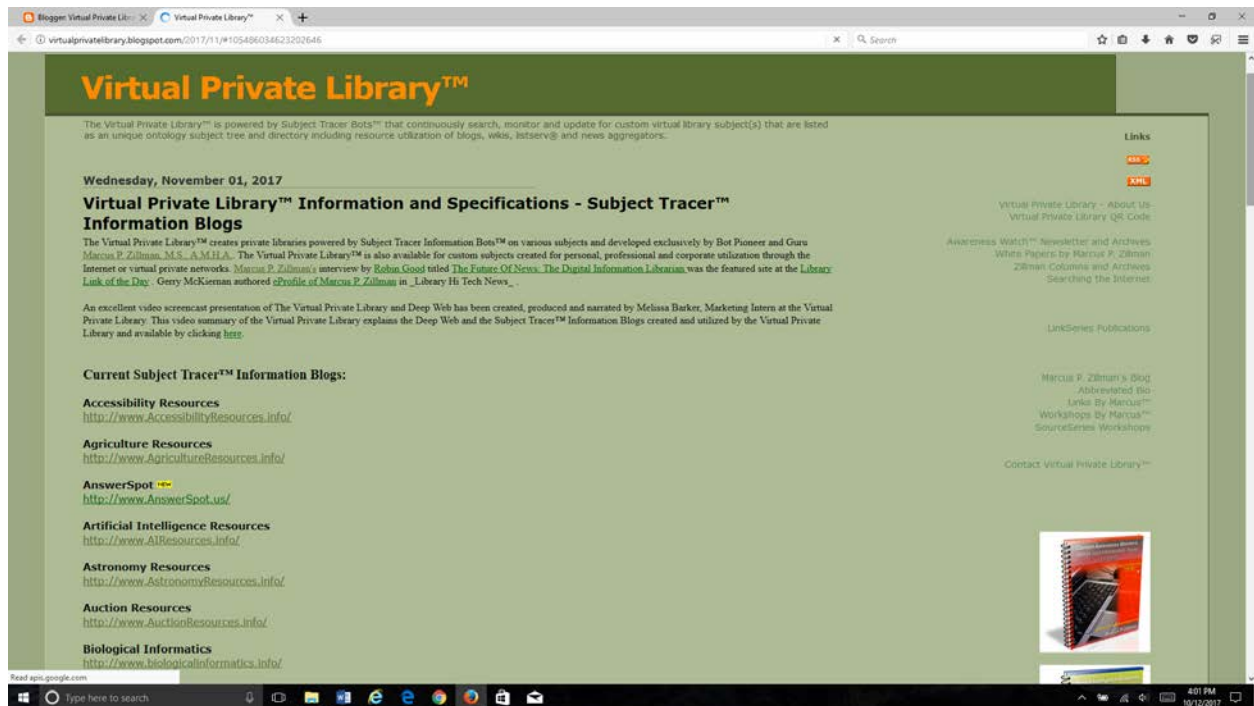 Blogger: Virtual Private Libr
Virtual Private Library™
virtualprivatelibrary.blogspot.com/2017/11/#105486034623202646
Search
Virtual Private Library™
The Virtual Private Library™ is powered by Subject Tracer Bots™ that continuously search, monitor and update for custom virtual library subject(s) that are listed
as an unique ontology subject tree and directory including resource utilization of blogs, wikis, listserv@ and news aggregators.
Wednesday, November 01, 2017
Virtual Private Library™ Information and Specifications - Subject Tracer™
Information Blogs
The Virtual Private Library™ creates private libraries powered by Subject Tracer Information Bots™ on various subjects and developed exclusively by Bot Pioneer and Guru
Marcus P. Zillman, M.S., A.M.H.A.. The Virtual Private Library™ is also available for custom subjects created for personal, professional and corporate utilization through the
Internet or virtual private networks. Marcus P. Zillman's interview by Robin Good titled The Future Of News: The Digital Information Librarian was the featured site at the Library
Link of the Day . Gerry McKiernan authored eProfile of Marcus P. Zillman in _Library Hi Tech News_ .
An excellent video screencast presentation of The Virtual Private Library and Deep Web has been created, produced and narrated by Melissa Barker, Marketing Intern at the Virtual
Private Library. This video summary of the Virtual Private Library explains the Deep Web and the Subject Tracer™ Information Blogs created and utilized by the Virtual Private
Library and available by clicking here.
Current Subject Tracer™ Information Blogs:
Accessibility Resources
http://www.AccessibilityResources.info/
Agriculture Resources
http://www.AgricultureResources.info/
AnswerSpot NEW
http://www.AnswerSpot.us/
Artificial Intelligence Resources
http://www.AIResources.info/
Astronomy Resources
http://www.AstronomyResources.info/
Auction Resources
http://www.AuctionResources.info/
Biological Informatics
http://www.biologicalinformatics.info/
Links
RSS
XML
Virtual Private Library - About Us
Virtual Private Library QR Code
Awareness Watch™ Newsletter and Archives
White Papers by Marcus P. Zillman
Zillman Columns and Archives
Searching the Internet
LinkSeries Publications
Marcus P. Zillman's Blog
Abbreviated Bio
Links By Marcus™
Workshops By Marcus™
SourceSeries Workshops
Contact Virtual Private Library™
Read apis.google.com
Type here to search
4:01 PM
10/12/2017